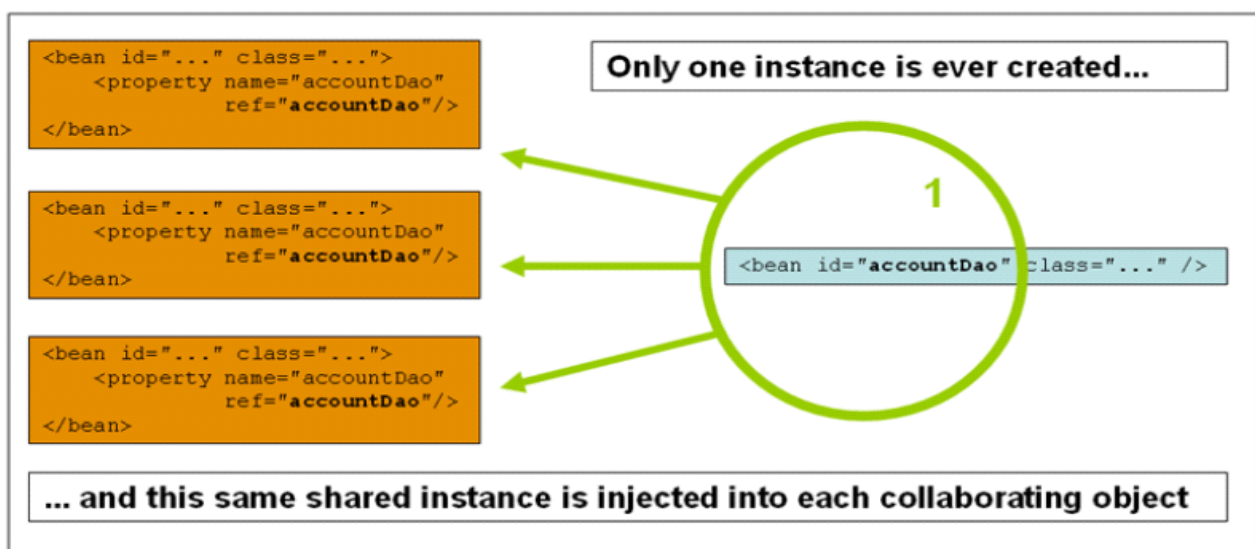 <bean id="..." class="...">
<property name="accountDao"
ref="accountDao"/>
</bean>
Only one instance is ever created...
<bean id="..." class="...">
<property name="accountDao"
ref="accountDao"/>
</bean>
1
<bean id="accountDao" class="..." />
<bean id="..." class="...">
<property name="accountDao"
ref="accountDao"/>
</bean>
... and this same shared instance is injected into each collaborating object